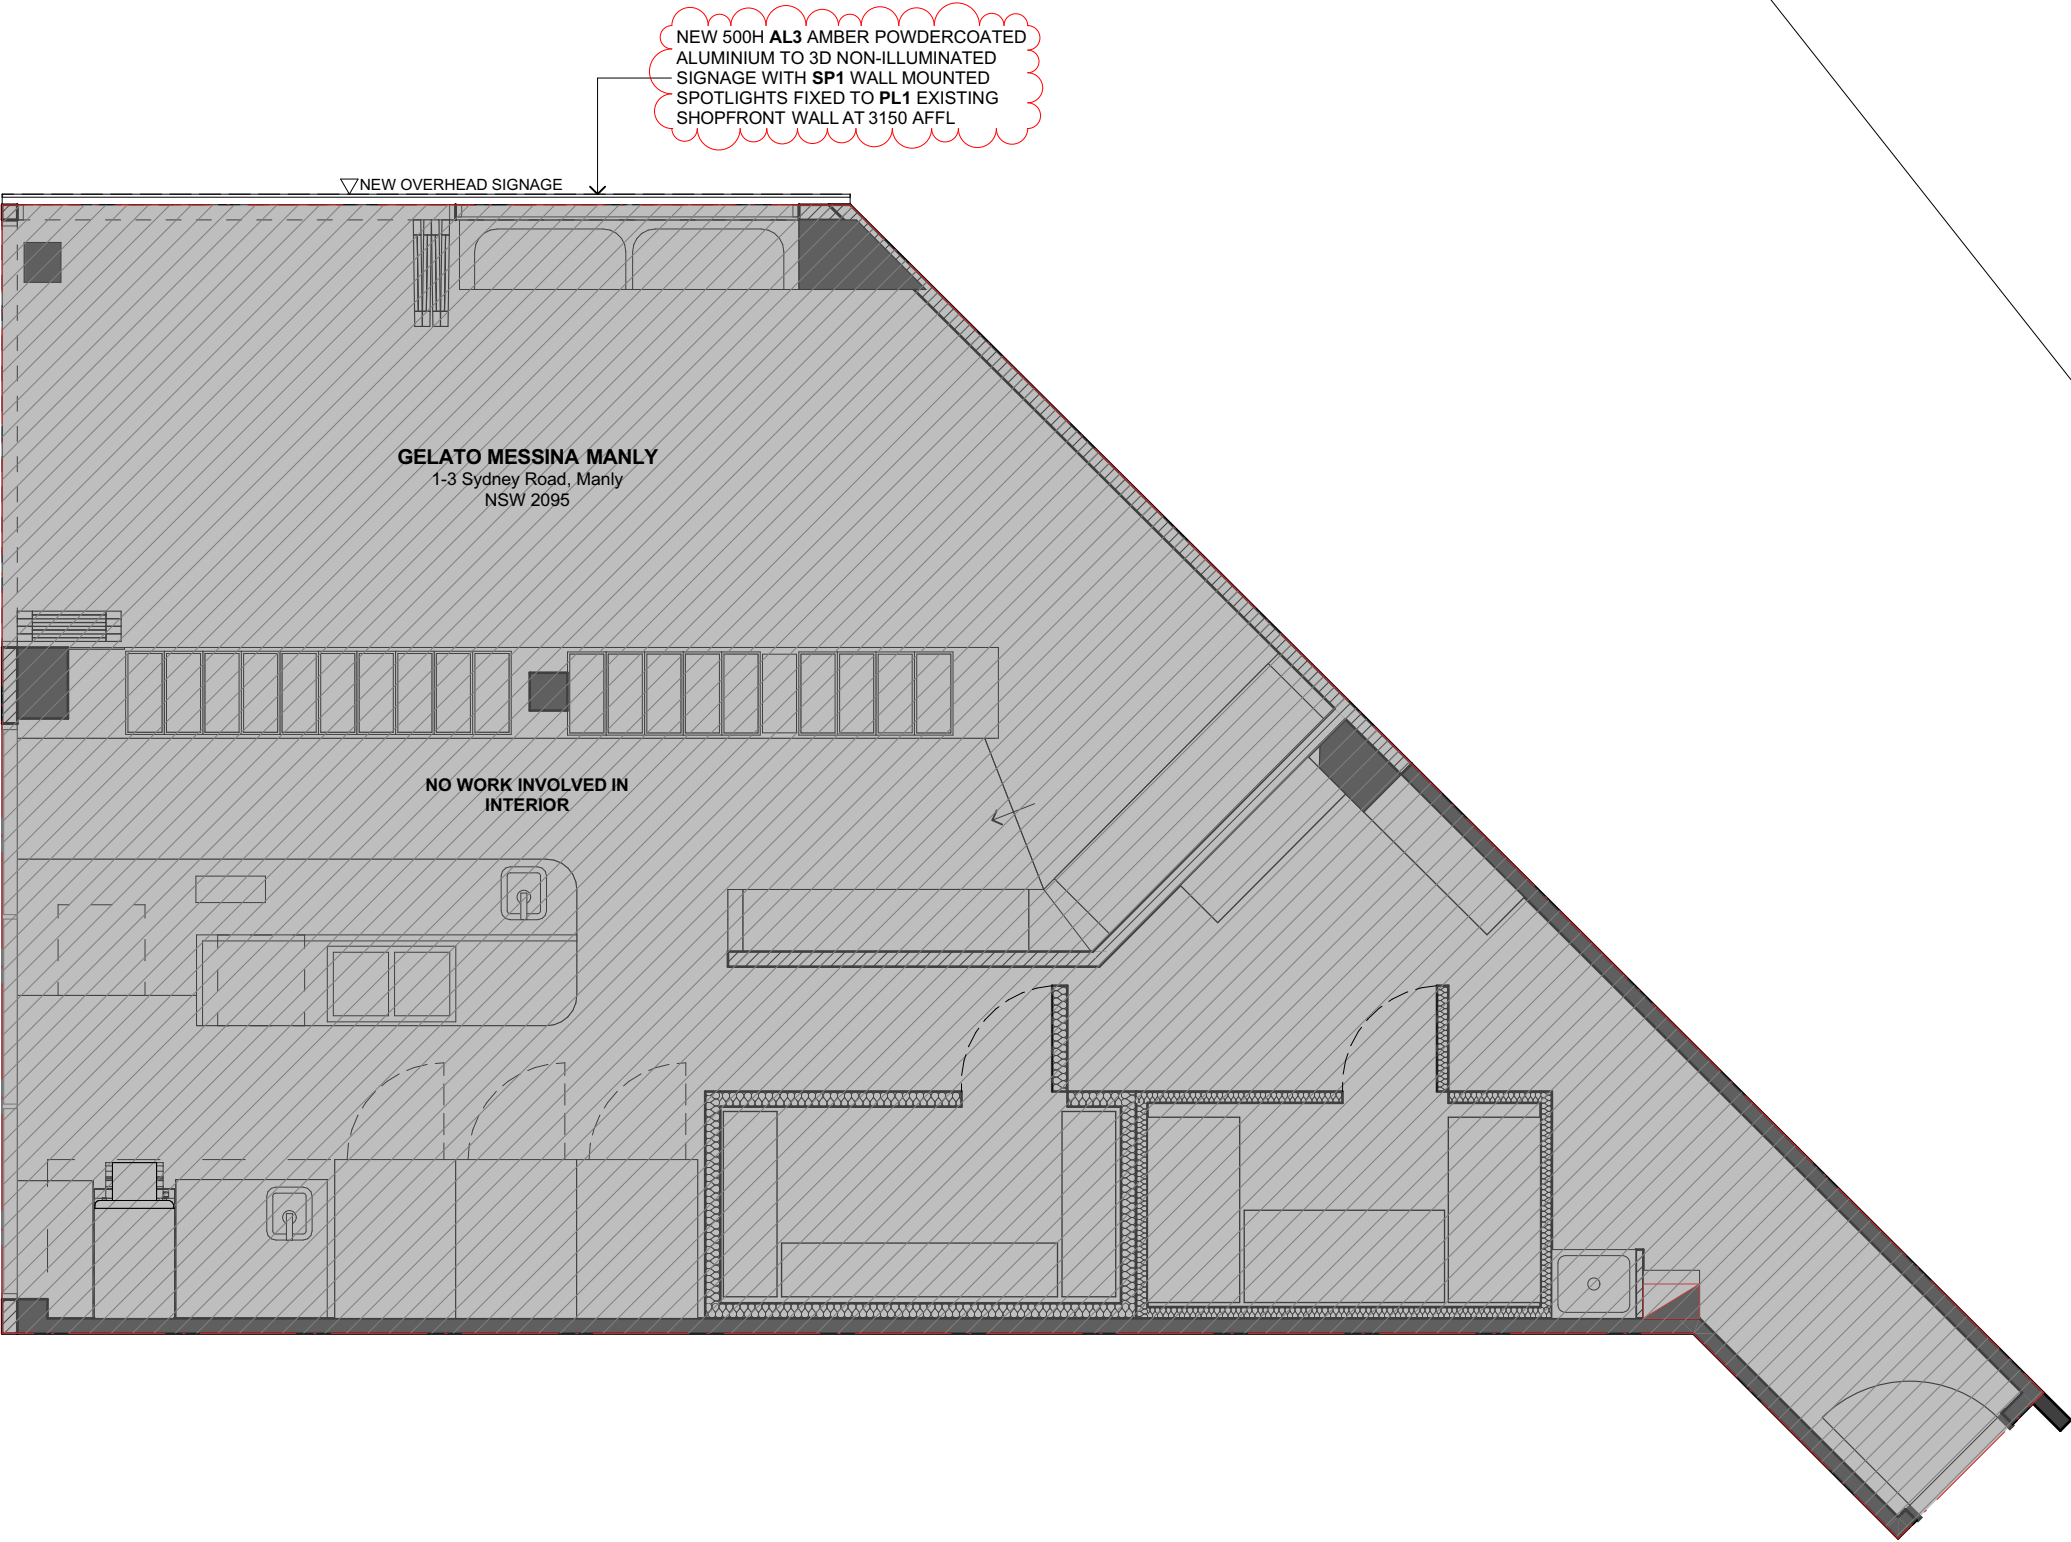 NEW 500H AL3 AMBER POWDERCOATED
ALUMINIUM TO 3D NON-ILLUMINATED
SIGNAGE WITH SP1 WALL MOUNTED
SPOTLIGHTS FIXED TO PL1 EXISTING
SHOPFRONT WALL AT 3150 AFFL
NEW OVERHEAD SIGNAGE
GELATO MESSINA MANLY
1-3 Sydney Road, Manly
NSW 2095
NO WORK INVOLVED IN
INTERIOR